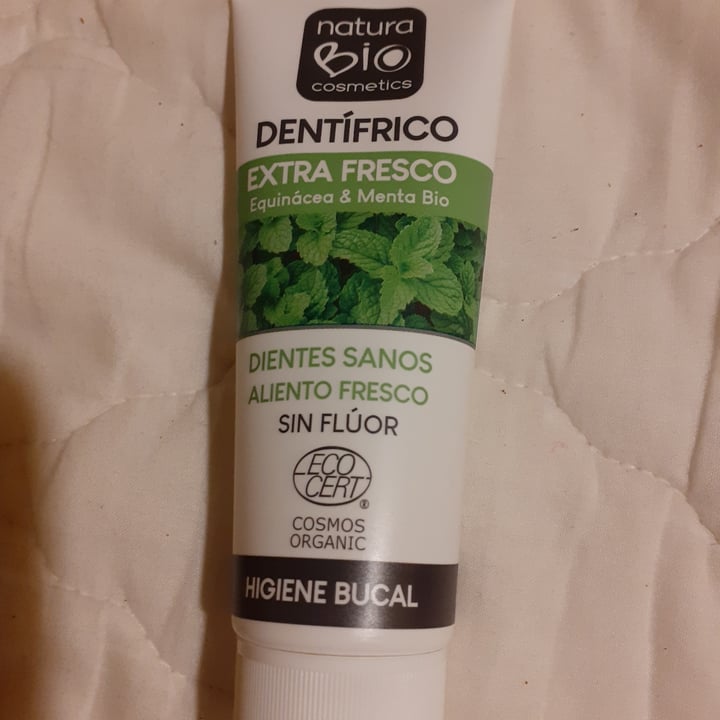 natura
Bio
cosmetics
DENTÍFRICO
EXTRA FRESCO
Equinácea & Menta Bio
DIENTES SANOS
ALIENTO FRESCO
SIN FLÚOR
ECO
CERT®
COSMOS
ORGANIC
HIGIENE BUCAL